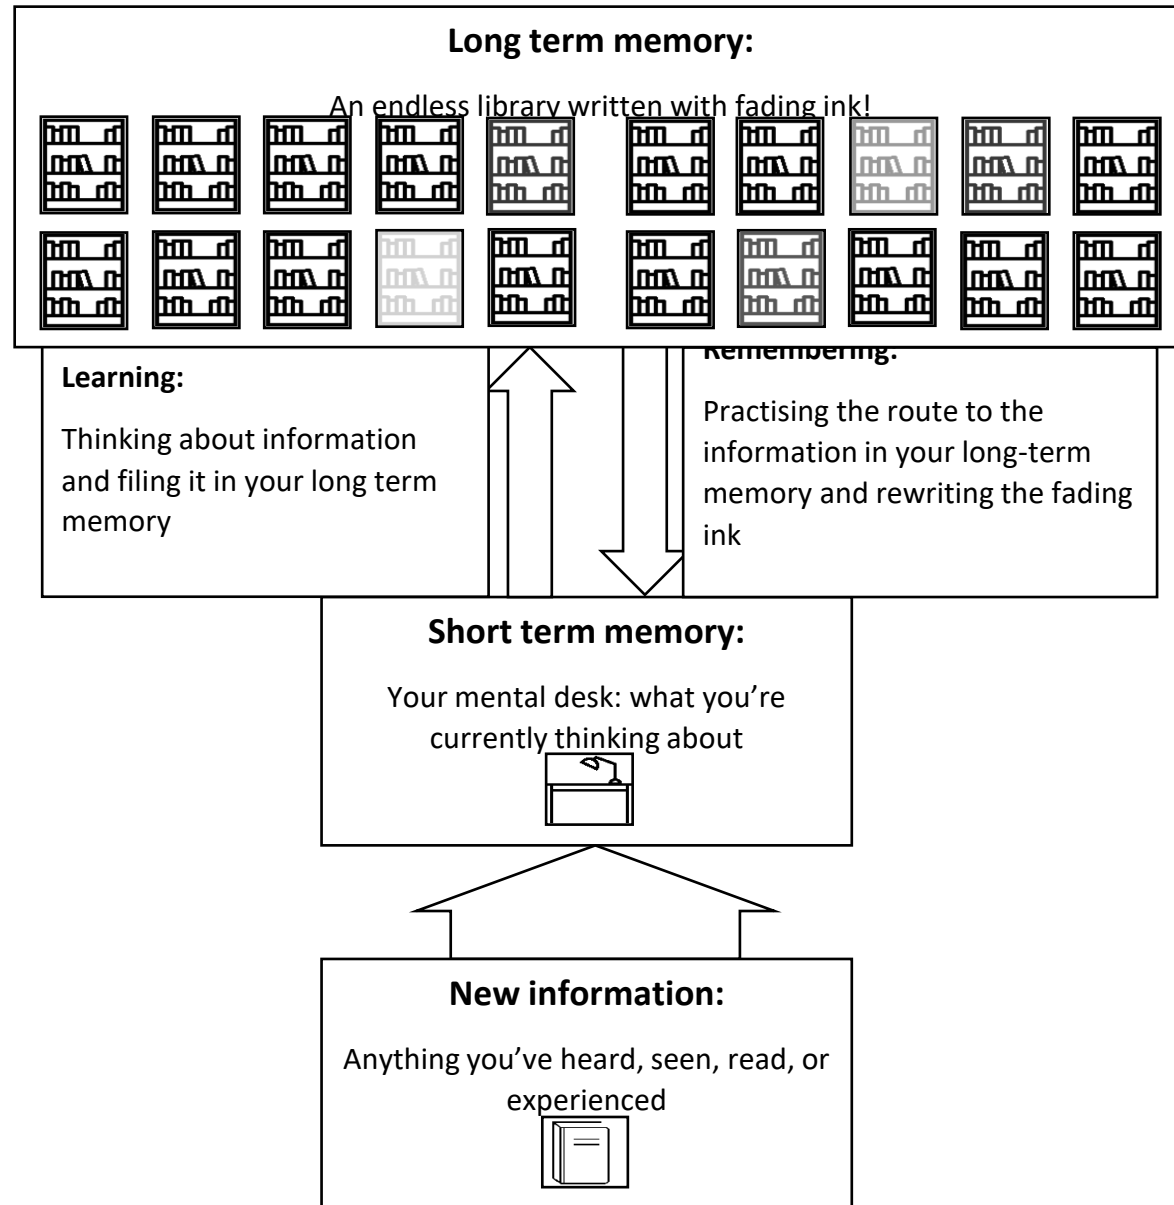 Long term memory:
An endless library written with fading ink!
Learning:
Thinking about information
and filing it in your long term
memory
Remembering:
Practising the route to the
information in your long-term
memory and rewriting the fading
ink
Short term memory:
Your mental desk: what you’re
currently thinking about
New information:
Anything you’ve heard, seen, read, or
experienced